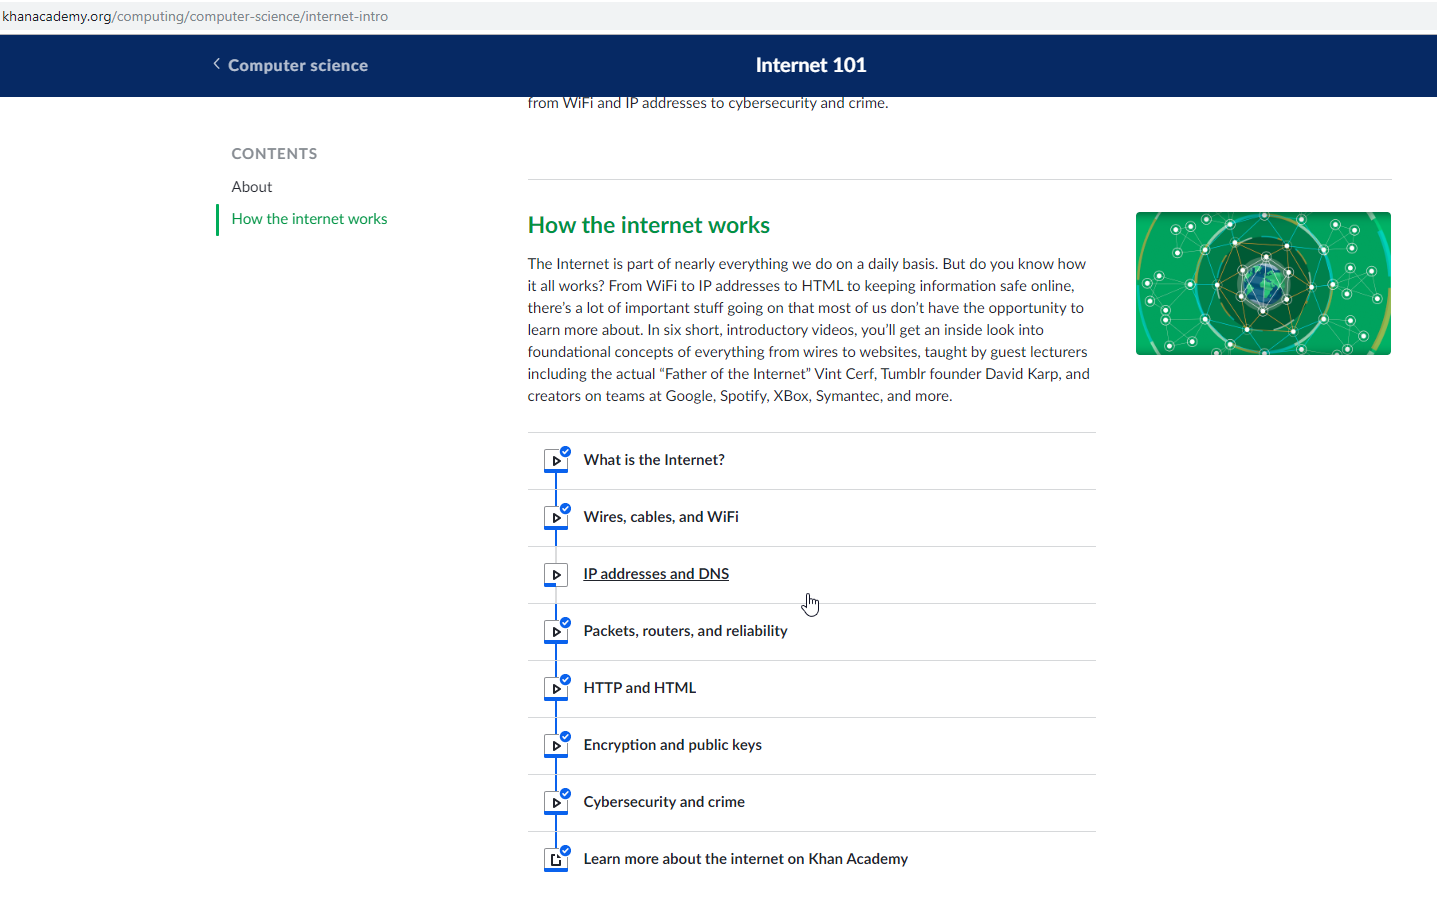 khanacademy.org/computing/computer-science/internet-intro
Computer science
Internet 101
from WiFi and IP addresses to cybersecurity and crime.
CONTENTS
About
How the internet works
How the internet works
The Internet is part of nearly everything we do on a daily basis. But do you know how
it all works? From WiFi to IP addresses to HTML to keeping information safe online,
there’s a lot of important stuff going on that most of us don’t have the opportunity to
learn more about. In six short, introductory videos, you’ll get an inside look into
foundational concepts of everything from wires to websites, taught by guest lecturers
including the actual “Father of the Internet” Vint Cerf, Tumblr founder David Karp, and
creators on teams at Google, Spotify, XBox, Symantec, and more.
What is the Internet?
Wires, cables, and WiFi
IP addresses and DNS
Packets, routers, and reliability
HTTP and HTML
Encryption and public keys
Cybersecurity and crime
Learn more about the internet on Khan Academy